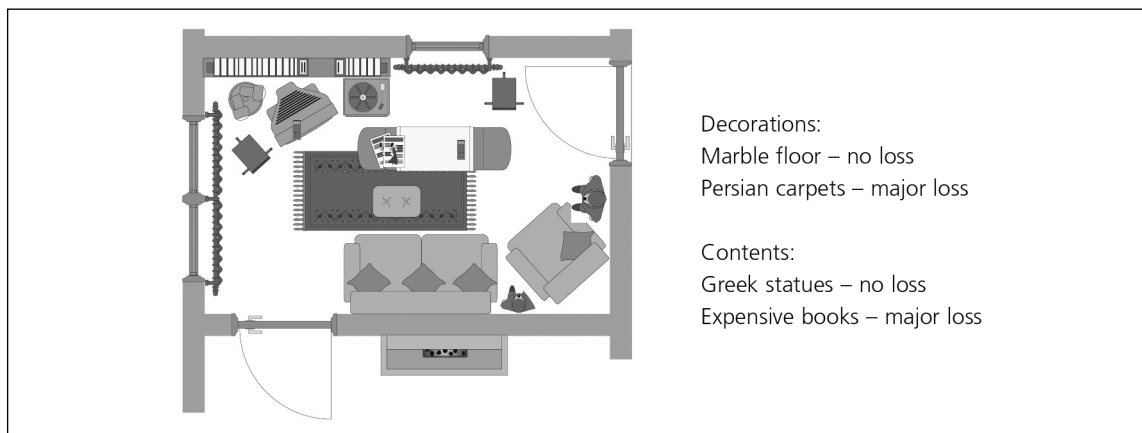 Decorations:
Marble floor – no loss
Persian carpets – major loss
Contents:
Greek statues – no loss
Expensive books – major loss